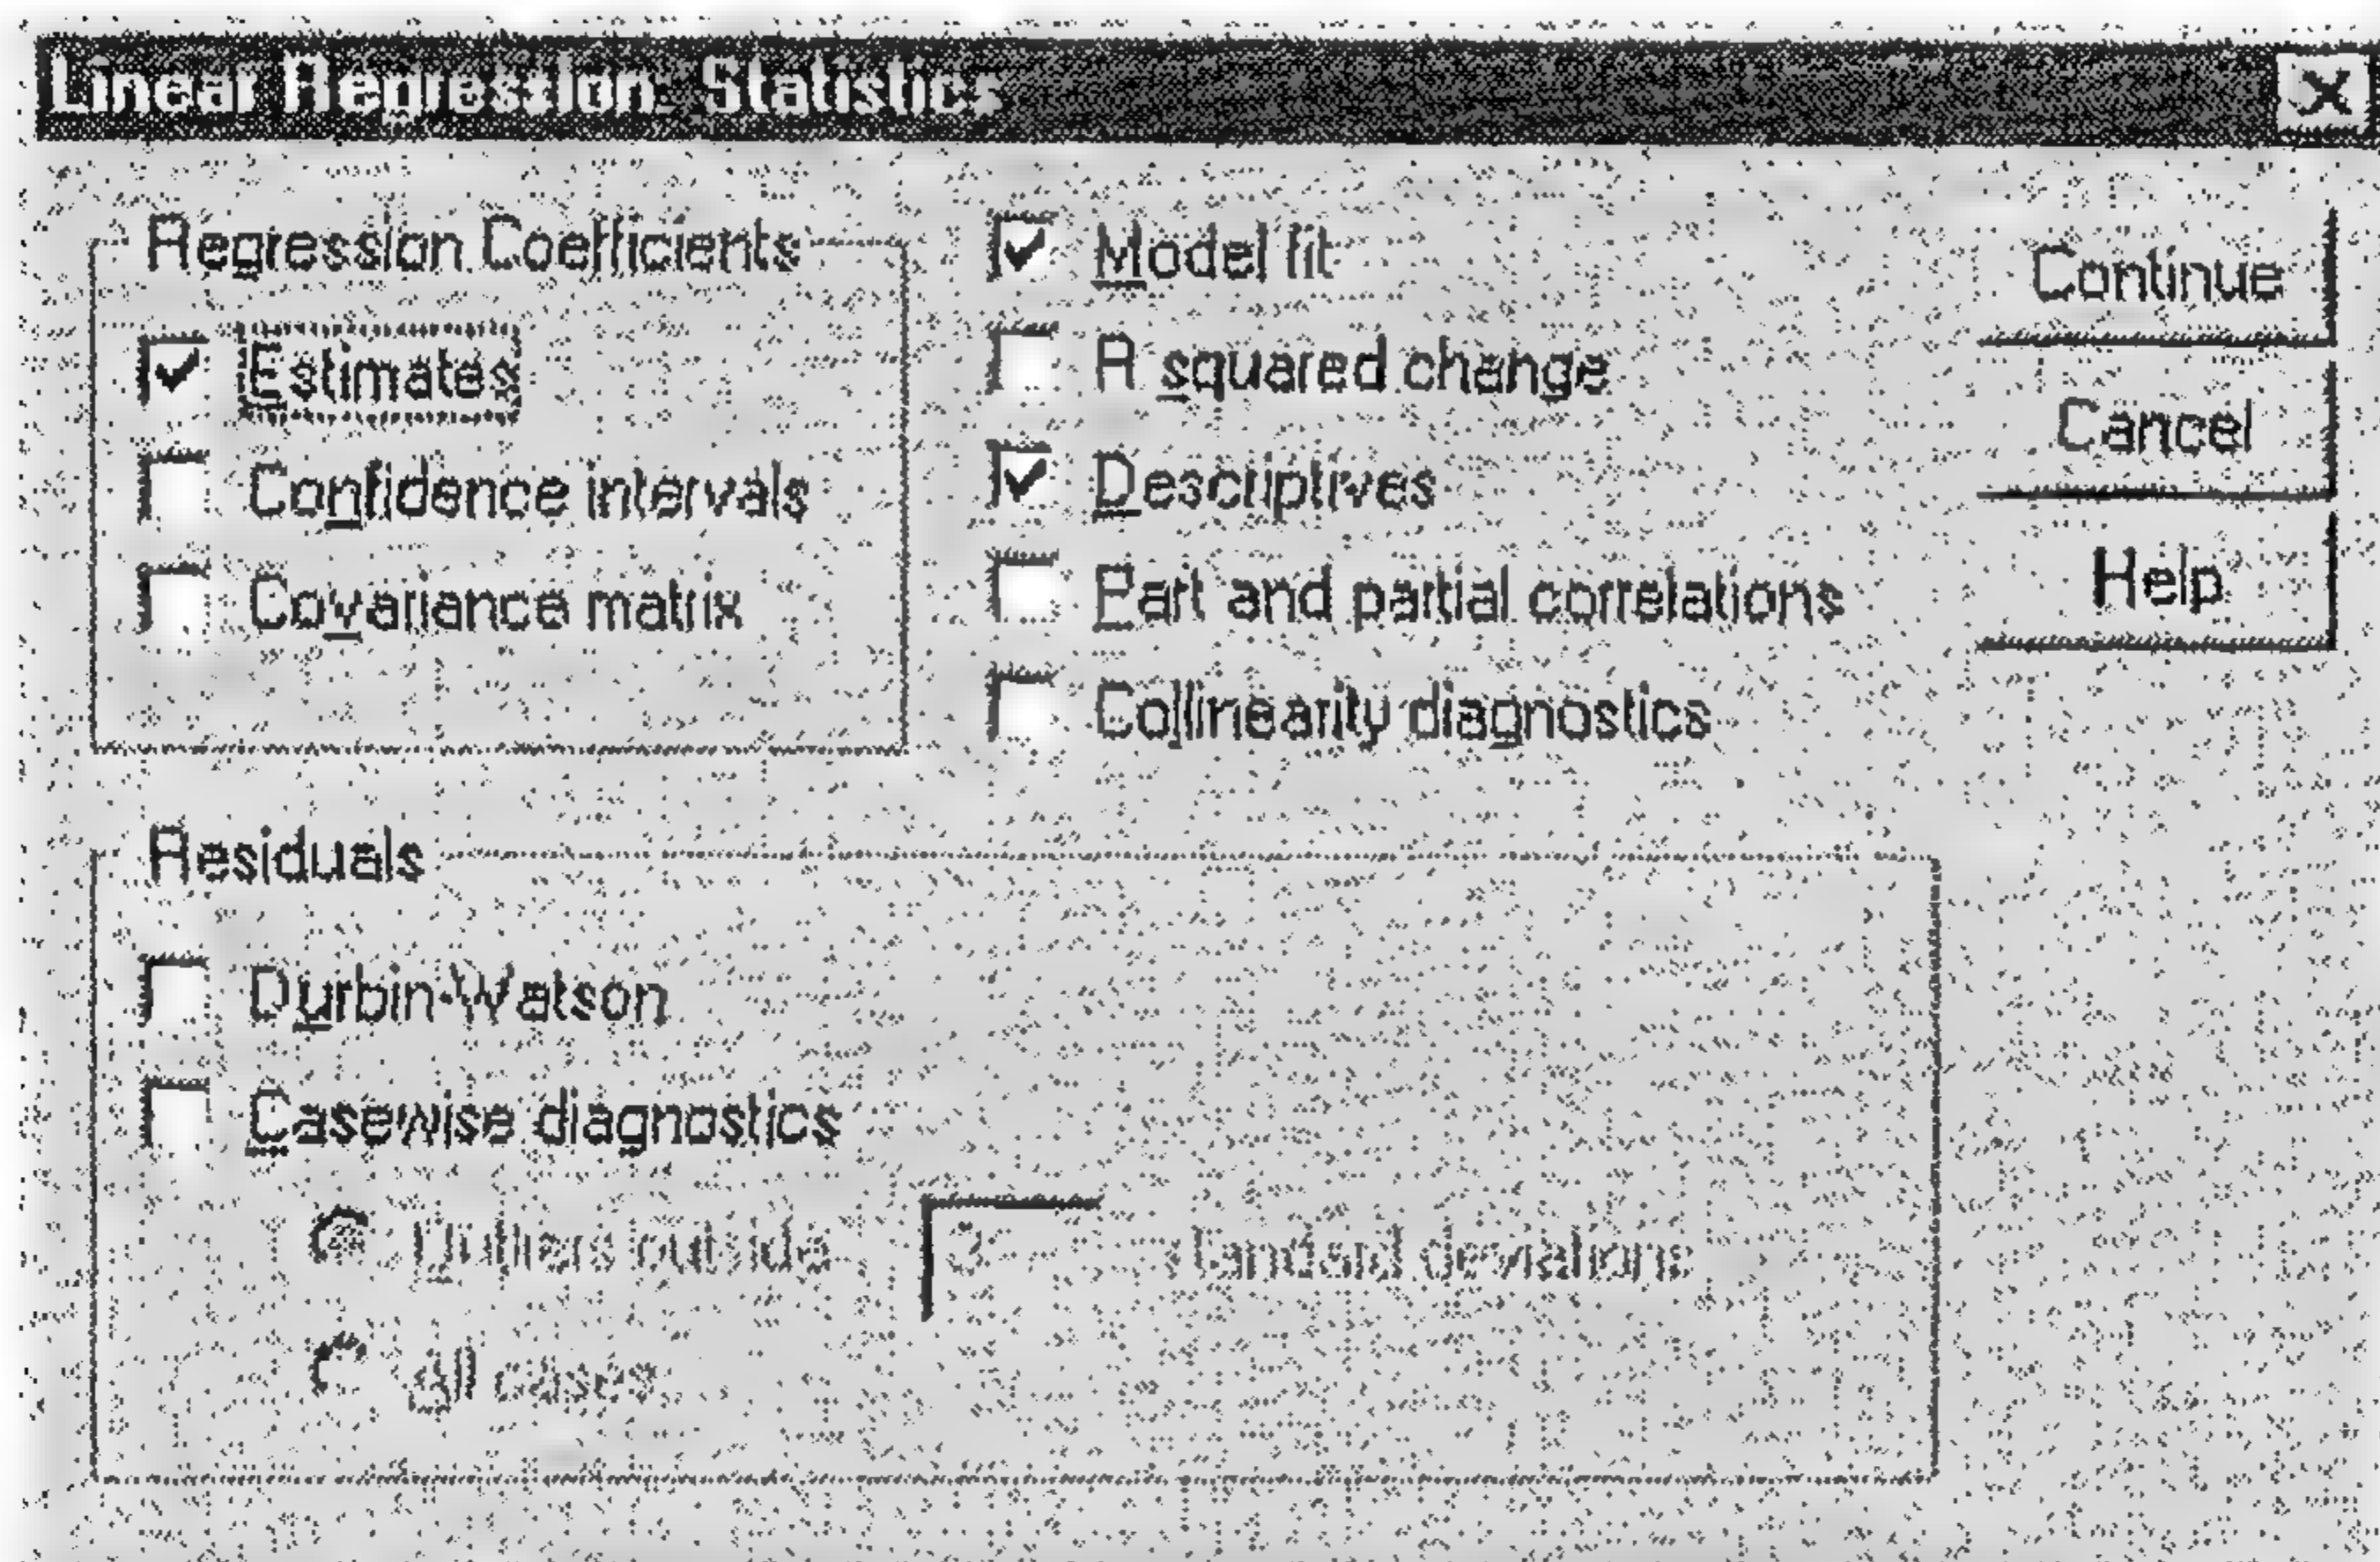 Linear Regression: Statistics
Regression Coefficients
Estimates
Confidence intervals
Covariance matrix
Model fit
R squared change
Descriptives
Part and partial correlations
Collinearity diagnostics
Continue
Cancel
Help
Residuals
Durbin-Watson
Casewise diagnostics
Outliers outside 3 standard deviations
All cases